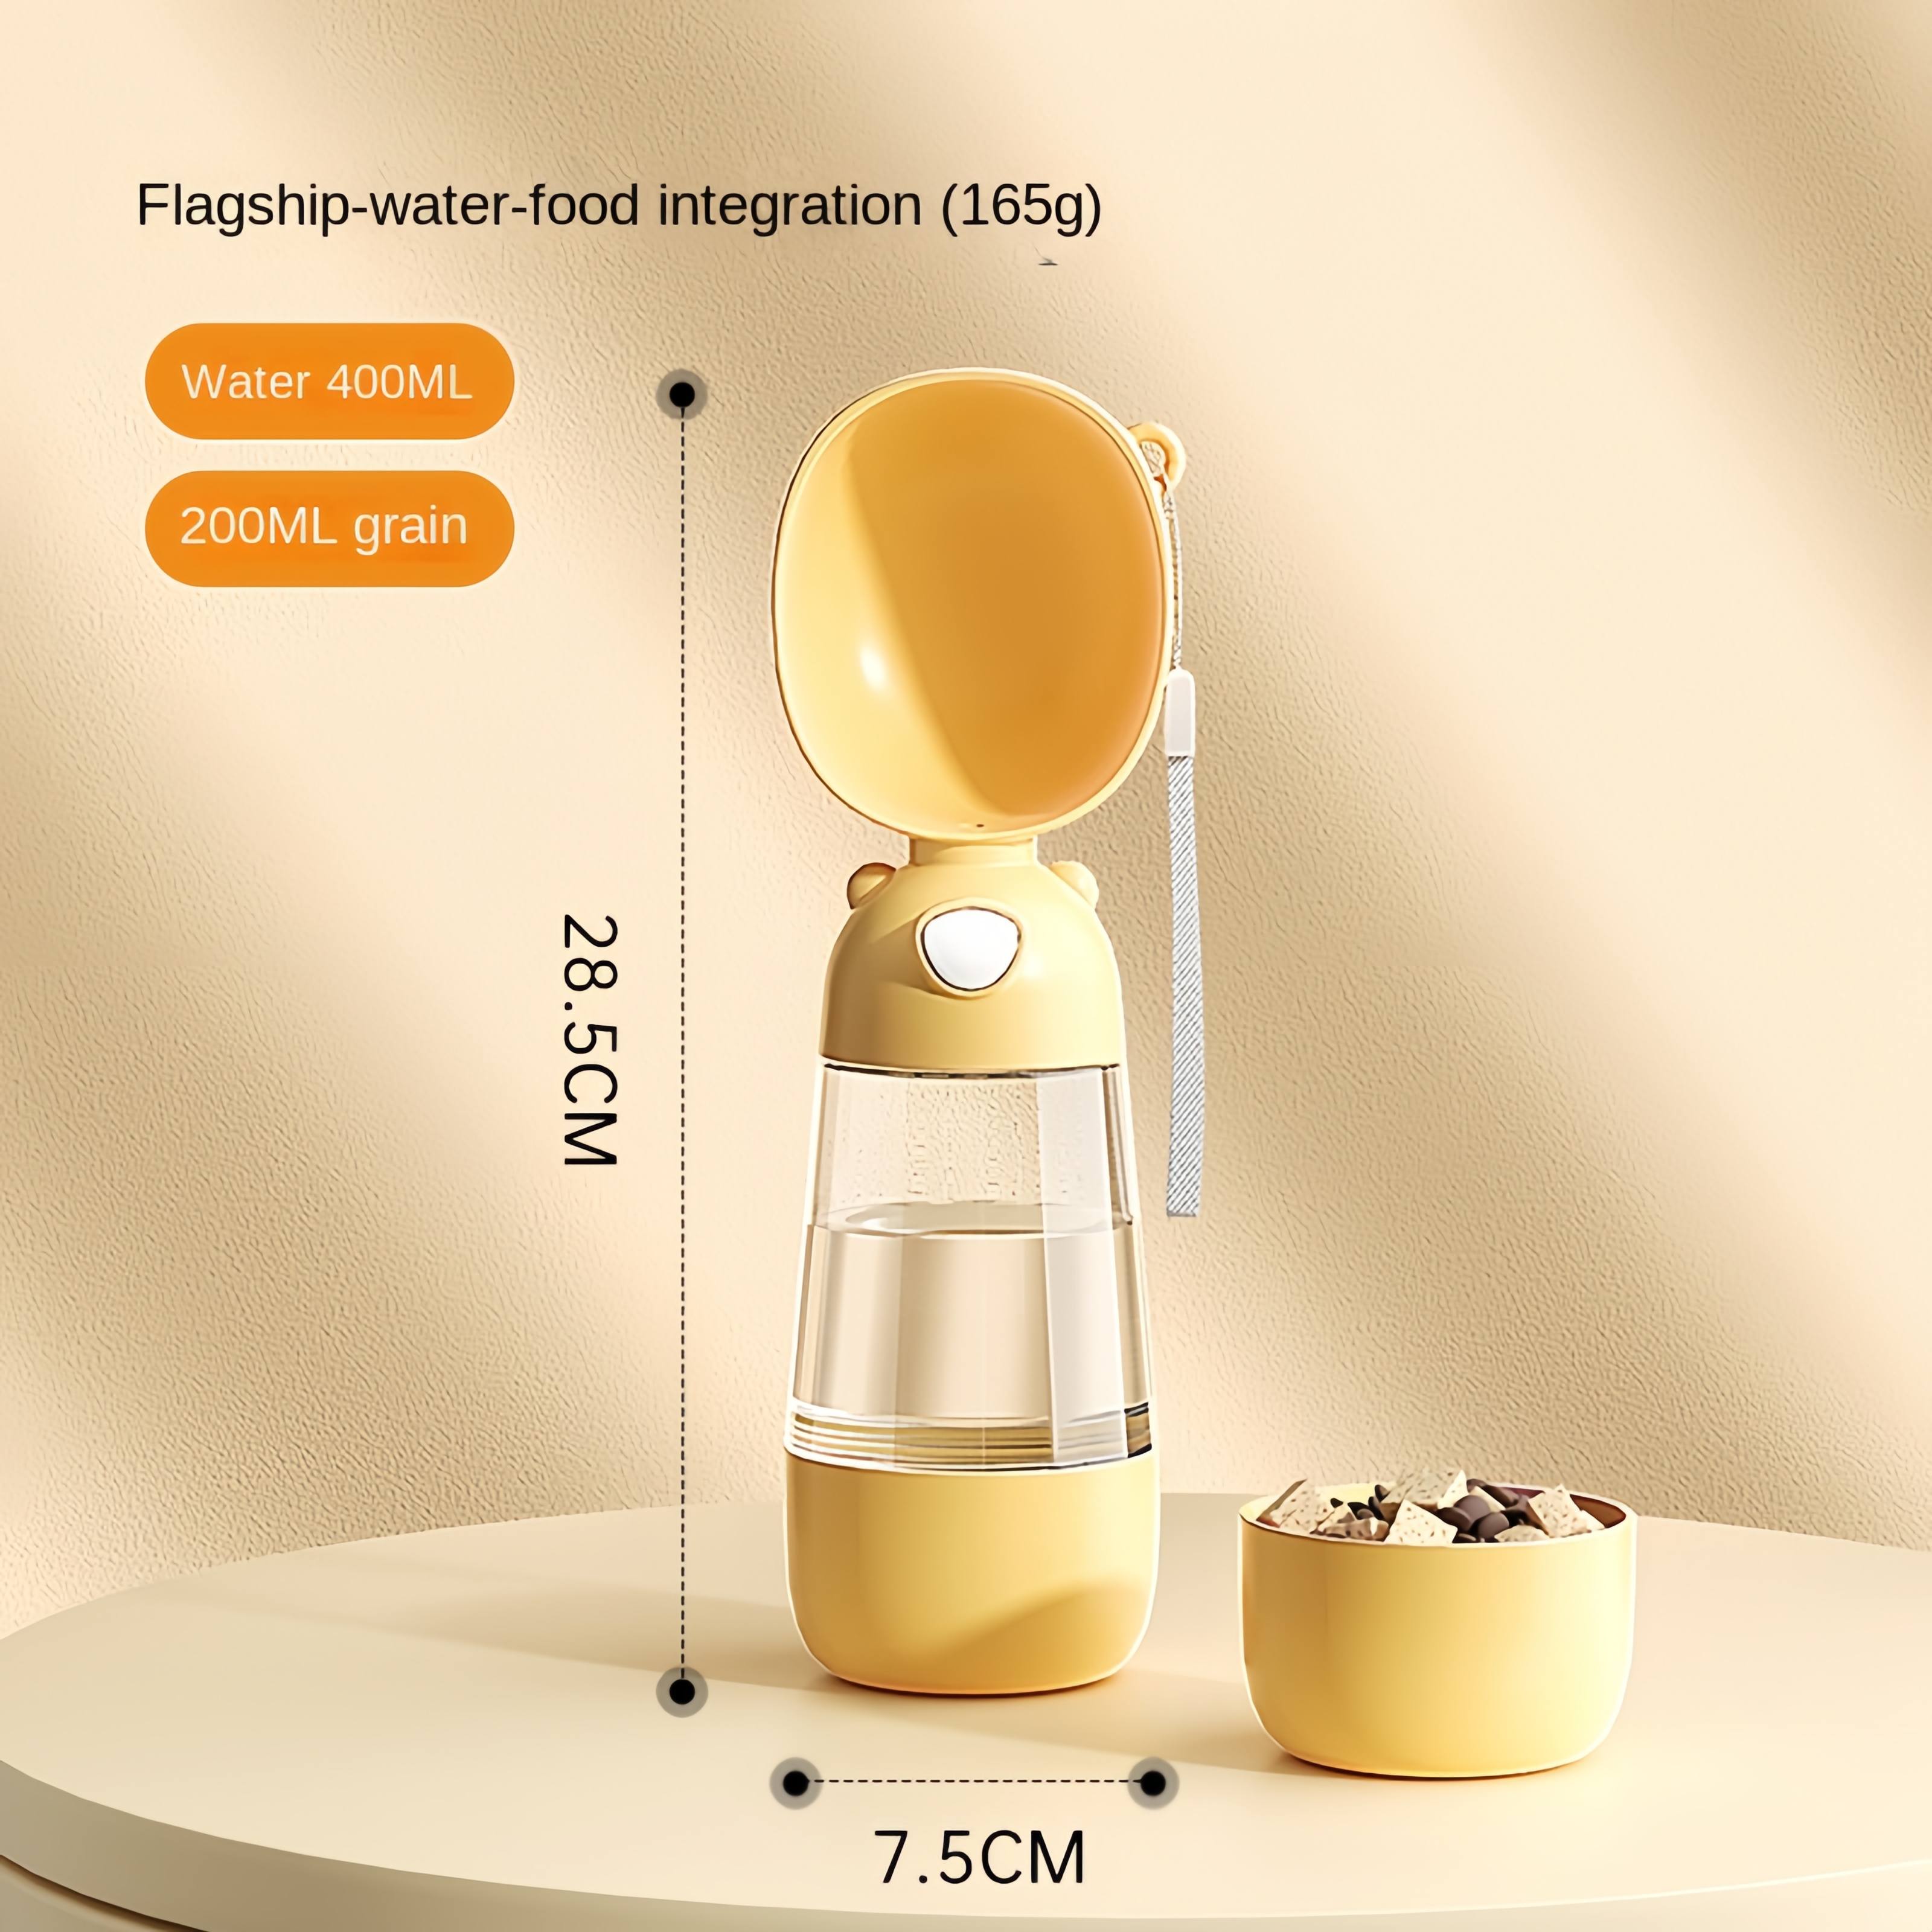 Flagship-water-food integration (165g)
Water 400ML
200ML grain
28.5CM
7.5CM